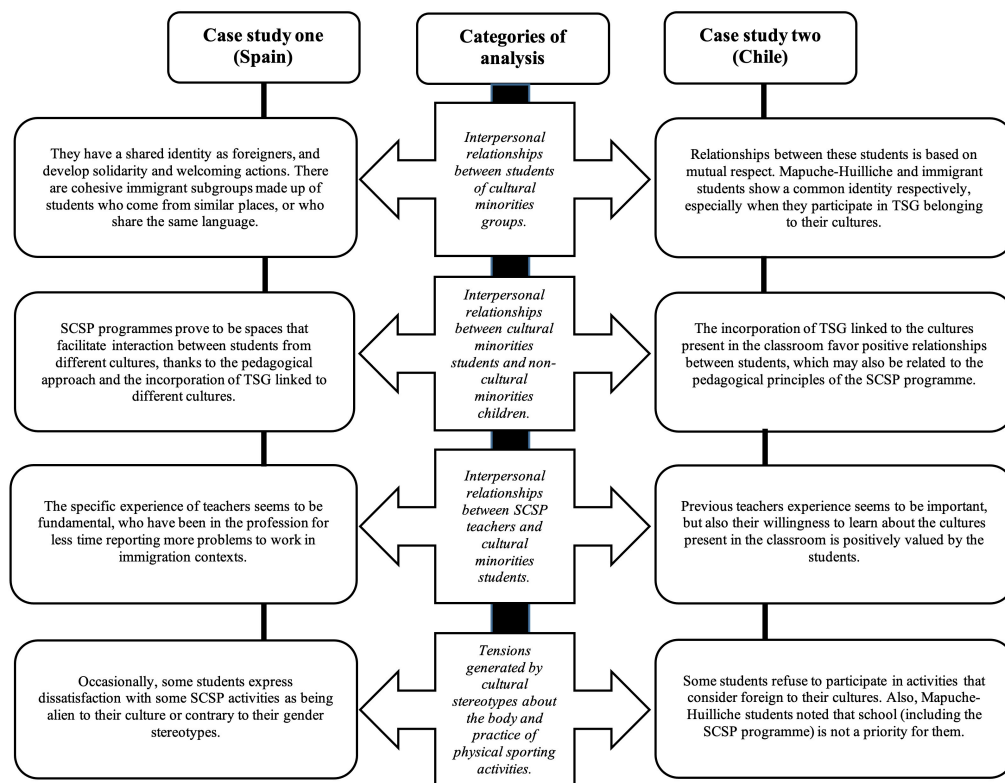 Case study one
(Spain)
Categories of
analysis
Case study two
(Chile)
They have a shared identity as foreigners, and
develop solidarity and welcoming actions. There
are cohesive immigrant subgroups made up of
students who come from similar places, or who
share the same language.
Interpersonal
relationships
between students
of cultural
minorities
groups.
Relationships between these students is based on
mutual respect. Mapuche-Huilliche and immigrant
students show a common identity respectively,
especially when they participate in TSG belonging
to their cultures.
SCSP programmes prove to be spaces that
facilitate interaction between students from
different cultures, thanks to the pedagogical
approach and the incorporation of TSG linked to
different cultures.
Interpersonal
relationships
between cultural
minorities
students and non-
cultural
minorities
children.
The incorporation of TSG linked to the cultures
present in the classroom favor positive relationships
between students, which may also be related to the
pedagogical principles of the SCSP programme.
The specific experience of teachers seems to be
fundamental, who have been in the profession for
less time reporting more problems to work in
immigration contexts.
Interpersonal
relationships
between SCSP
teachers and
cultural
minorities
students.
Previous teachers experience seems to be important,
but also their willingness to learn about the cultures
present in the classroom is positively valued by the
students.
Occasionally, some students express
dissatisfaction with some SCSP activities as being
alien to their culture or contrary to their gender
stereotypes.
Tensions
generated by
cultural
stereotypes about
the body and
practice of
physical sporting
activities.
Some students refuse to participate in activities that
consider foreign to their cultures. Also, Mapuche-
Huilliche students noted that school (including the
SCSP programme) is not a priority for them.